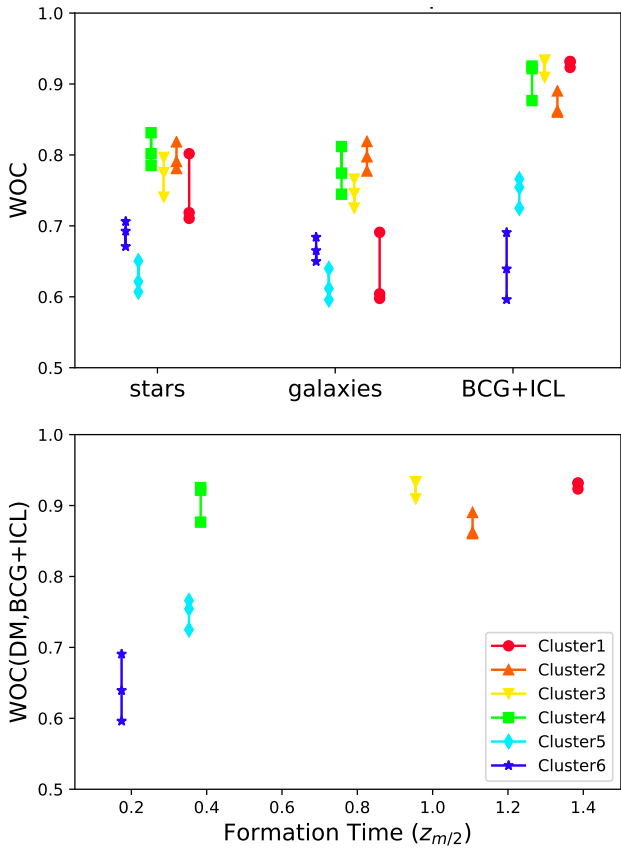 1.0
0.9
0.8
0.7
0.6
0.5
WOC
stars galaxies BCG+ICL
1.0
0.9
0.8
0.7
0.6
0.5
WOC(DM,BCG+ICL)
Cluster1
Cluster2
Cluster3
Cluster4
Cluster5
Cluster6
0.2 0.4 0.6 0.8 1.0 1.2 1.4
Formation Time (z_{m/2})